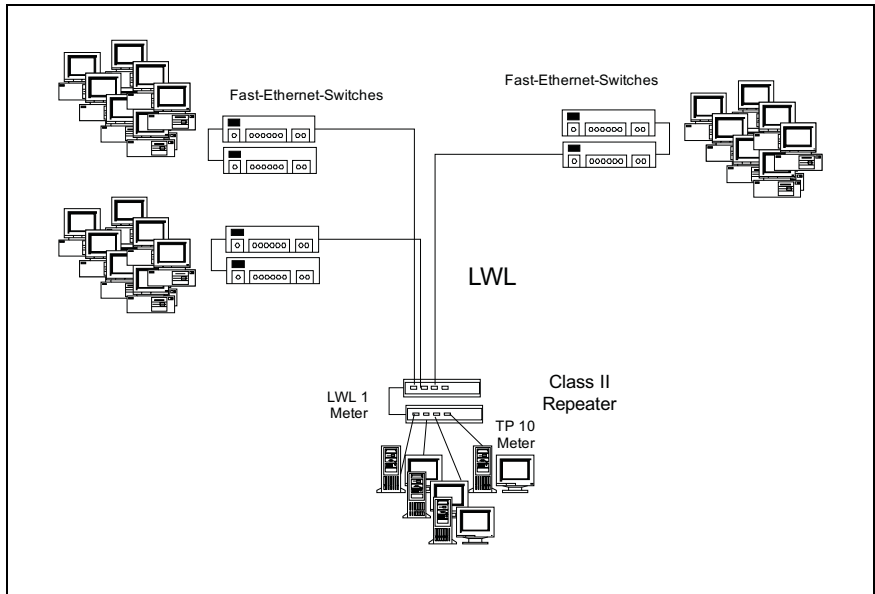 Fast-Ethernet-Switches
Fast-Ethernet-Switches
LWL
LWL 1
Meter
Class II
Repeater
TP 10
Meter